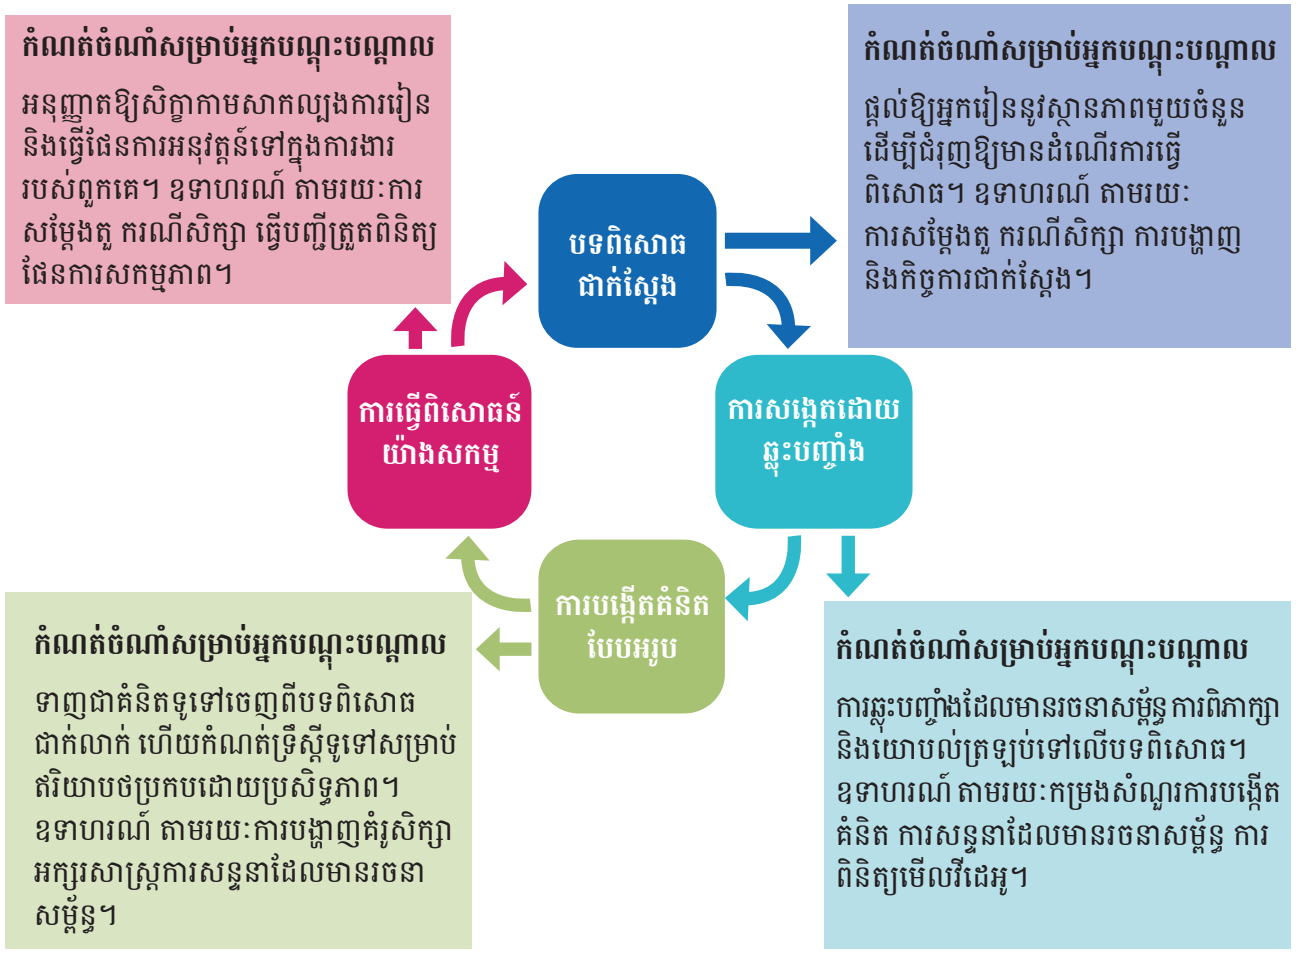 កំណត់ចំណាំសម្រាប់អ្នកបណ្តុះបណ្តាល
អនុញ្ញាតឱ្យសិក្ខាកាមសាកល្បងការរៀន
និងធ្វើផែនការអនុវត្តន៍ទៅក្នុងការងារ
របស់ពួកគេ។ ឧទាហរណ៍ តាមរយៈការ
សម្តែងតួ ករណីសិក្សា ធ្វើបញ្ជីត្រួតពិនិត្យ
ផែនការសកម្មភាព។
កំណត់ចំណាំសម្រាប់អ្នកបណ្តុះបណ្តាល
ផ្តល់ឱ្យអ្នករៀននូវស្ថានភាពមួយចំនួន
ដើម្បីជំរុញឱ្យមានដំណើរការធ្វើ
ពិសោធ។ ឧទាហរណ៍ តាមរយៈ
ការសម្តែងតួ ករណីសិក្សា ការបង្ហាញ
និងកិច្ចការជាក់ស្តែង។
បទពិសោធ
ជាក់ស្តែង
ការធ្វើពិសោធន៍
យ៉ាងសកម្ម
ការសង្កេតដោយ
ឆ្លុះបញ្ចាំង
ការបង្កើតគំនិត
បែបអរូប
កំណត់ចំណាំសម្រាប់អ្នកបណ្តុះបណ្តាល
ទាញជាគំនិតទូទៅចេញពីបទពិសោធ
ជាក់លាក់ ហើយកំណត់ទ្រឹស្តីទូទៅសម្រាប់
ឥរិយាបថប្រកបដោយប្រសិទ្ធភាព។
ឧទាហរណ៍ តាមរយៈការបង្ហាញគំរូសិក្សា
អក្សរសាស្ត្រការសន្ទនាដែលមានរចនា
សម្ព័ន្ធ។
កំណត់ចំណាំសម្រាប់អ្នកបណ្តុះបណ្តាល
ការឆ្លុះបញ្ចាំងដែលមានរចនាសម្ព័ន្ធការពិភាក្សា
និងយោបល់ត្រឡប់ទៅលើបទពិសោធ។
ឧទាហរណ៍ តាមរយៈកម្រងសំណួរការបង្កើត
គំនិត ការសន្ទនាដែលមានរចនាសម្ព័ន្ធ ការ
ពិនិត្យមើលវីដេអូ។